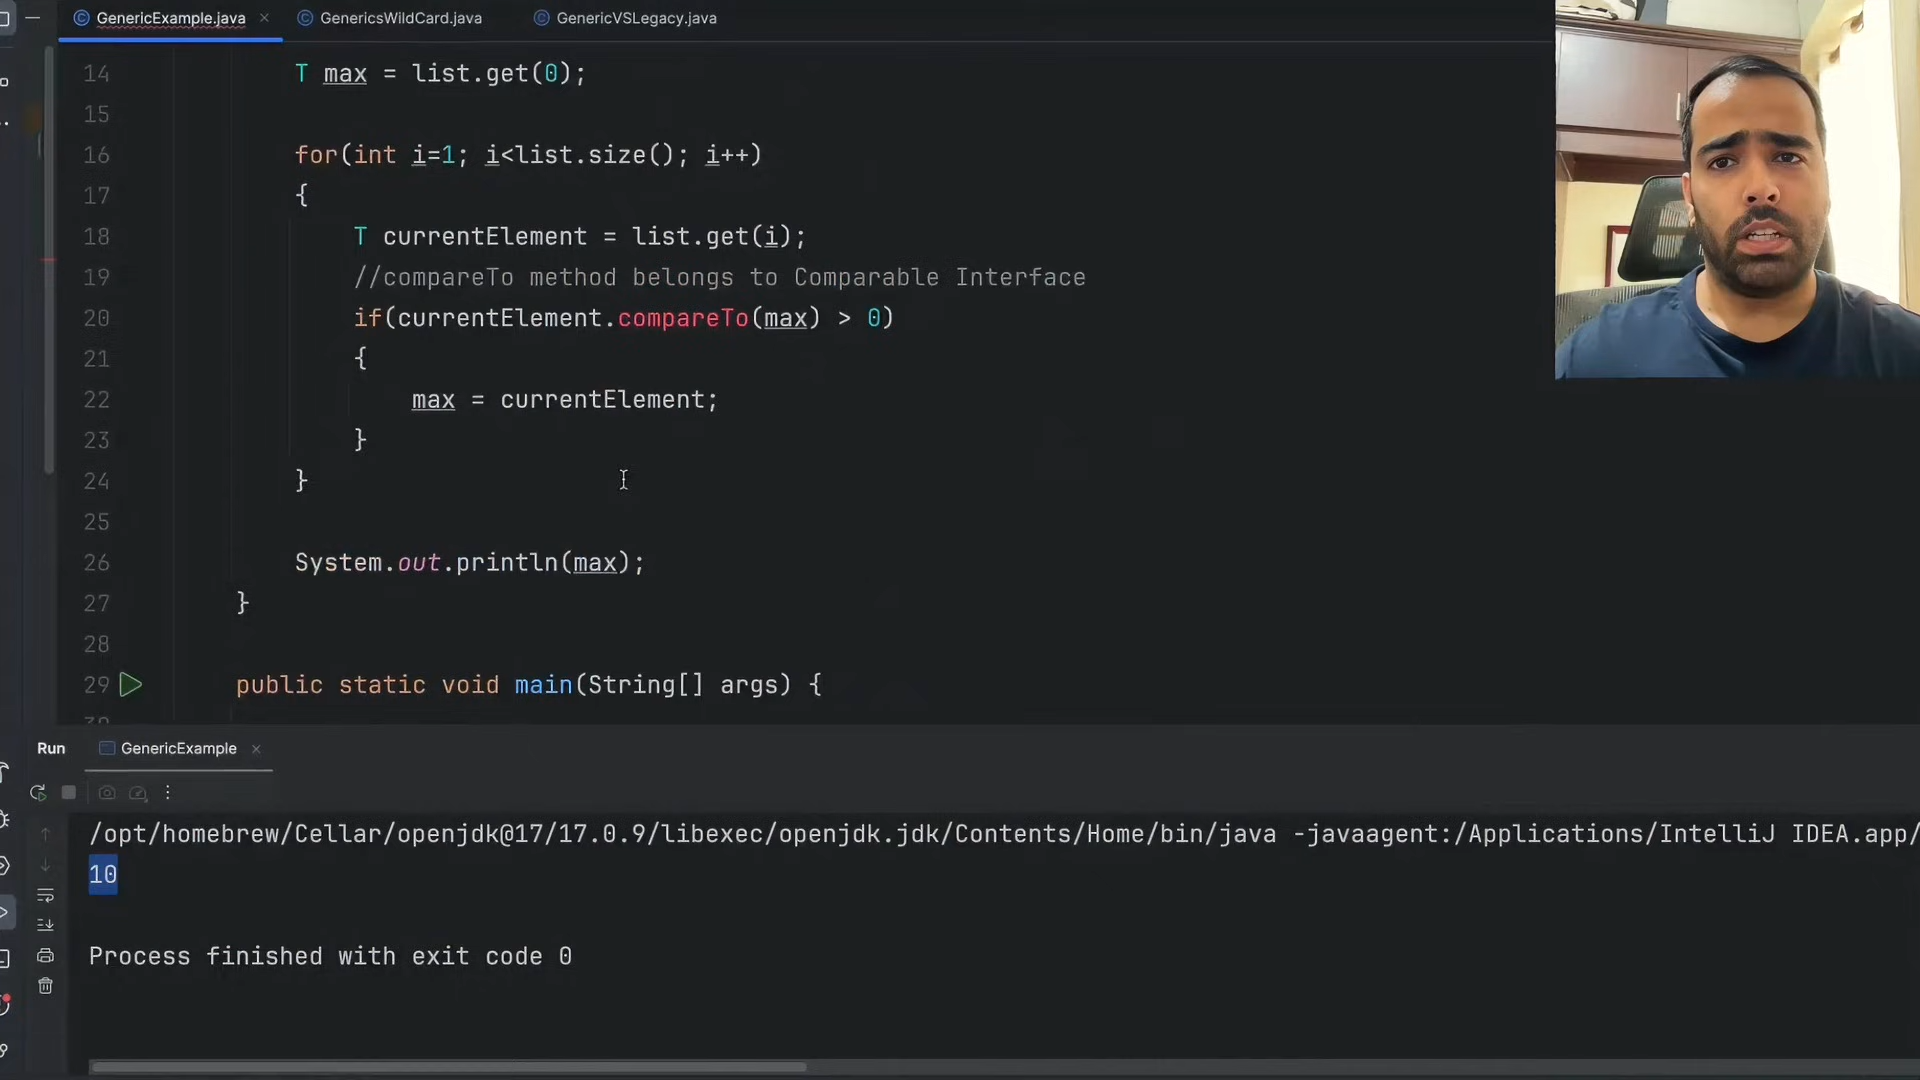 GenericExample.java
GenericsWildCard.java
GenericVSLegacy.java
14 T max = list.get(0);
15
16 for(int i=1; i<list.size(); i++)
17 {
18 T currentElement = list.get(i);
19 //compareTo method belongs to Comparable Interface
20 if(currentElement.compareTo(max) > 0)
21 {
22 max = currentElement;
23 }
24 }
25
26 System.out.println(max);
27 }
28
29 public static void main(String[] args) {
Run
GenericExample
/opt/homebrew/Cellar/openjdk@17/17.0.9/libexec/openjdk.jdk/Contents/Home/bin/java -javaagent:/Applications/IntelliJ IDEA.app/
10
Process finished with exit code 0